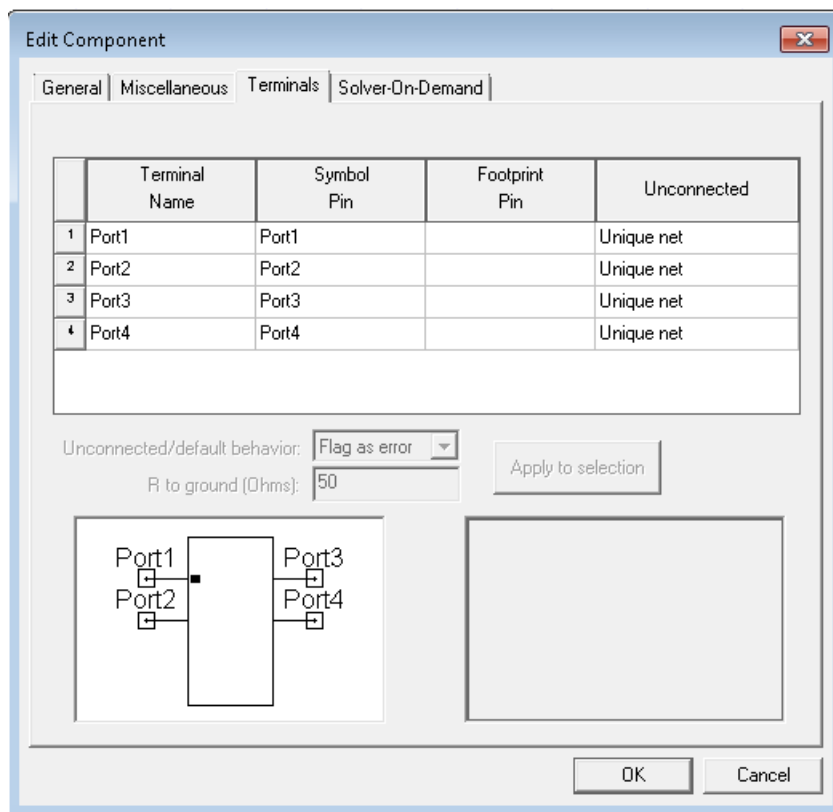 Edit Component
General Miscellaneous Terminals Solver-On-Demand
Terminal Name Symbol Pin Footprint Pin Unconnected
1 Port1 Port1 Unique net
2 Port2 Port2 Unique net
3 Port3 Port3 Unique net
4 Port4 Port4 Unique net
Unconnected/default behavior: Flag as error
R to ground (Ohms): 50
Apply to selection
Port1 Port3
Port2 Port4
OK Cancel